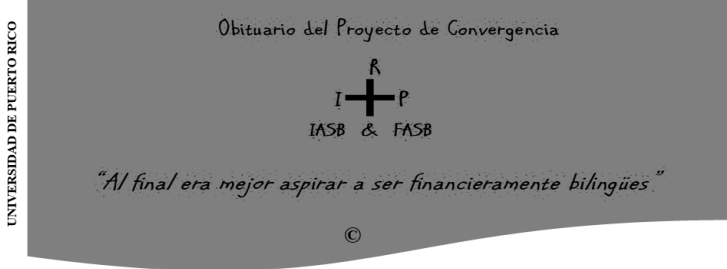 UNIVERSIDAD DE PUERTO RICO
Obituario del Proyecto de Convergencia
R
I P
IASB & FASB
“Al final era mejor aspirar a ser financieramente bilingües”
©